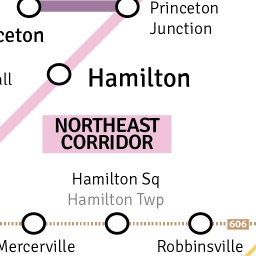 Princeton
Junction
ceton
all
Hamilton
NORTHEAST
CORRIDOR
Hamilton Sq
Hamilton Twp
606
Mercerville
Robbinsville